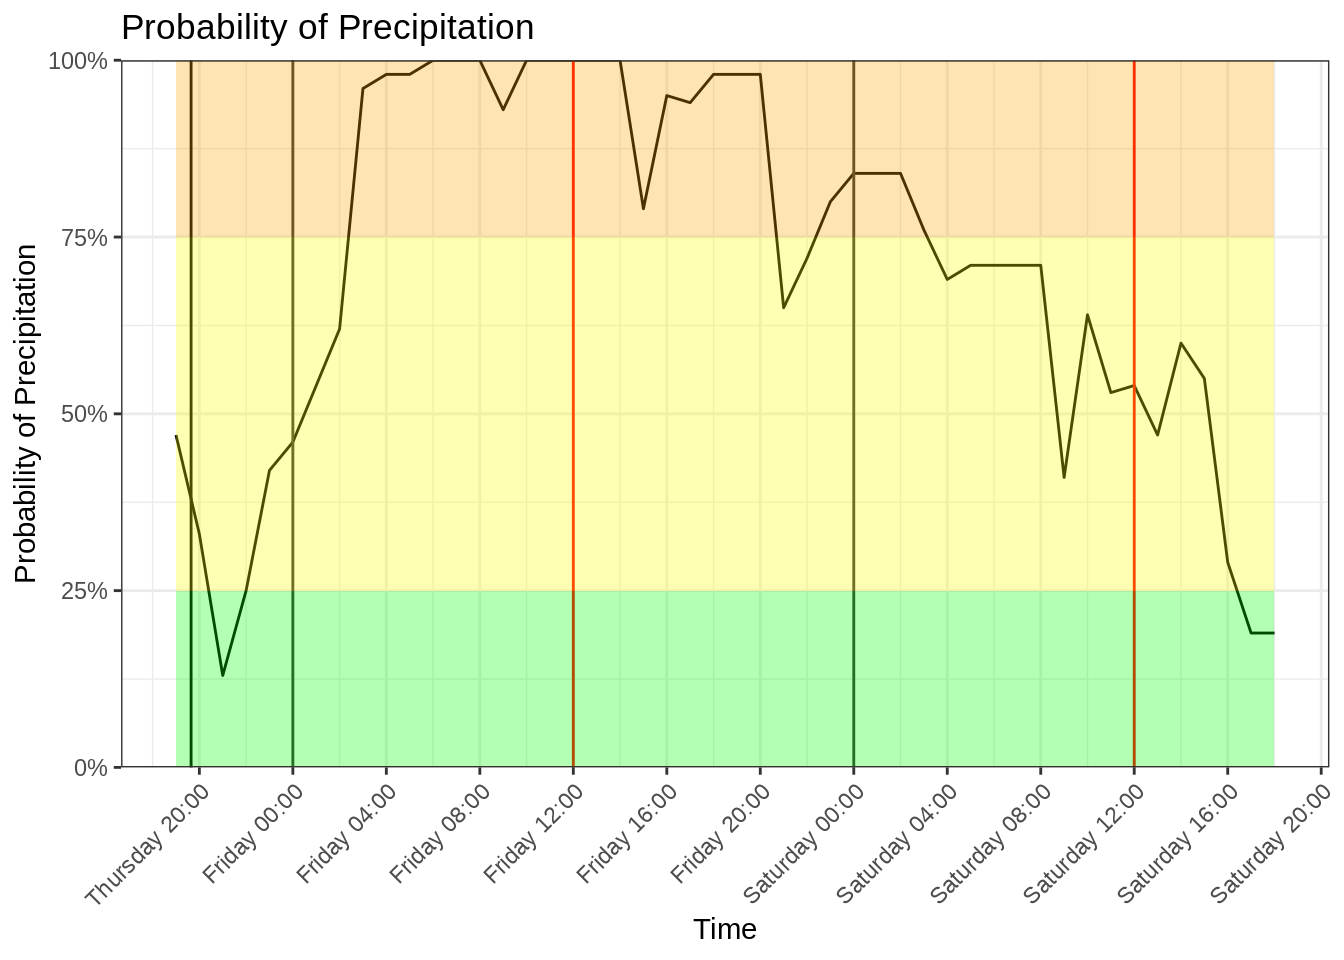 Probability of Precipitation
Probability of Precipitation
100%
75%
50%
25%
0%
Thursday 20:00
Friday 00:00
Friday 04:00
Friday 08:00
Friday 12:00
Friday 16:00
Friday 20:00
Saturday 00:00
Saturday 04:00
Saturday 08:00
Saturday 12:00
Saturday 16:00
Saturday 20:00
Time